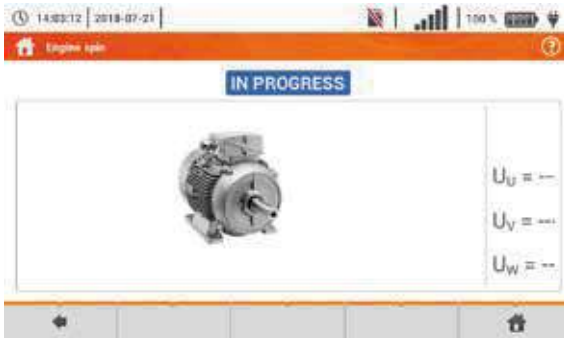 14:03:12 2018-07-21 100 %
Engine spin
IN PROGRESS
U_U = --
U_V = --
U_W = --